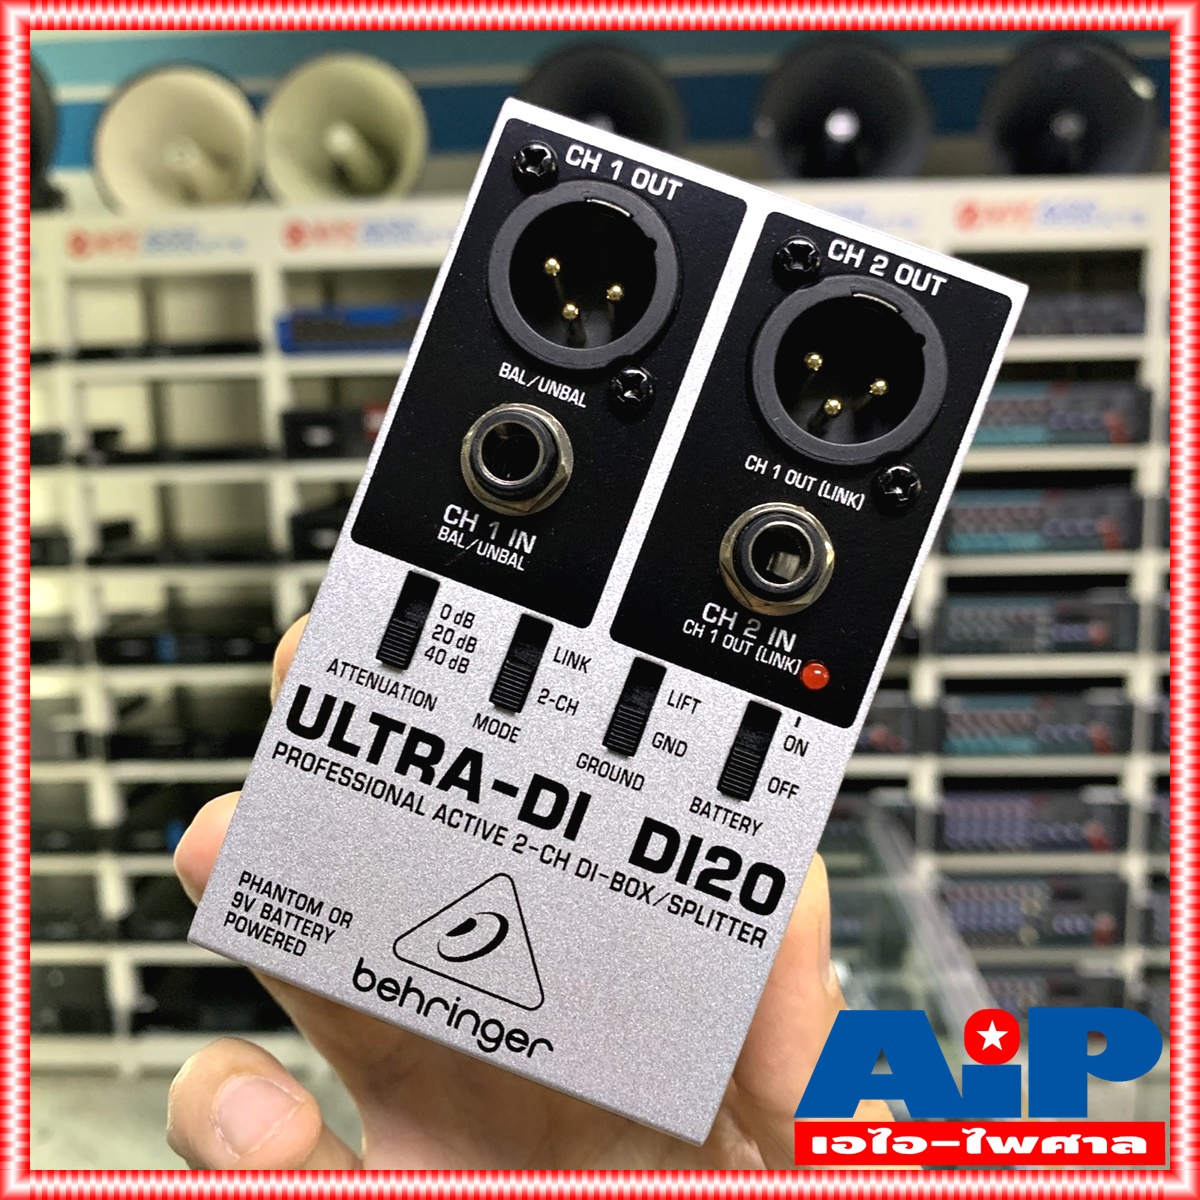 CH 1 OUT
CH 2 OUT
BAL/UNBAL
CH 1 OUT (LINK)
CH 1 IN
BAL/UNBAL
CH 2 IN
CH 1 OUT (LINK)
0 dB
20 dB
40 dB
ATTENUATION
LINK
2-CH
MODE
LIFT
GND
GROUND
ON
OFF
BATTERY
ULTRA-DI DI20
PROFESSIONAL ACTIVE 2-CH DI-BOX/SPLITTER
PHANTOM OR
9V BATTERY
POWERED
behringer
AiP
เอไอ-ไพศาล